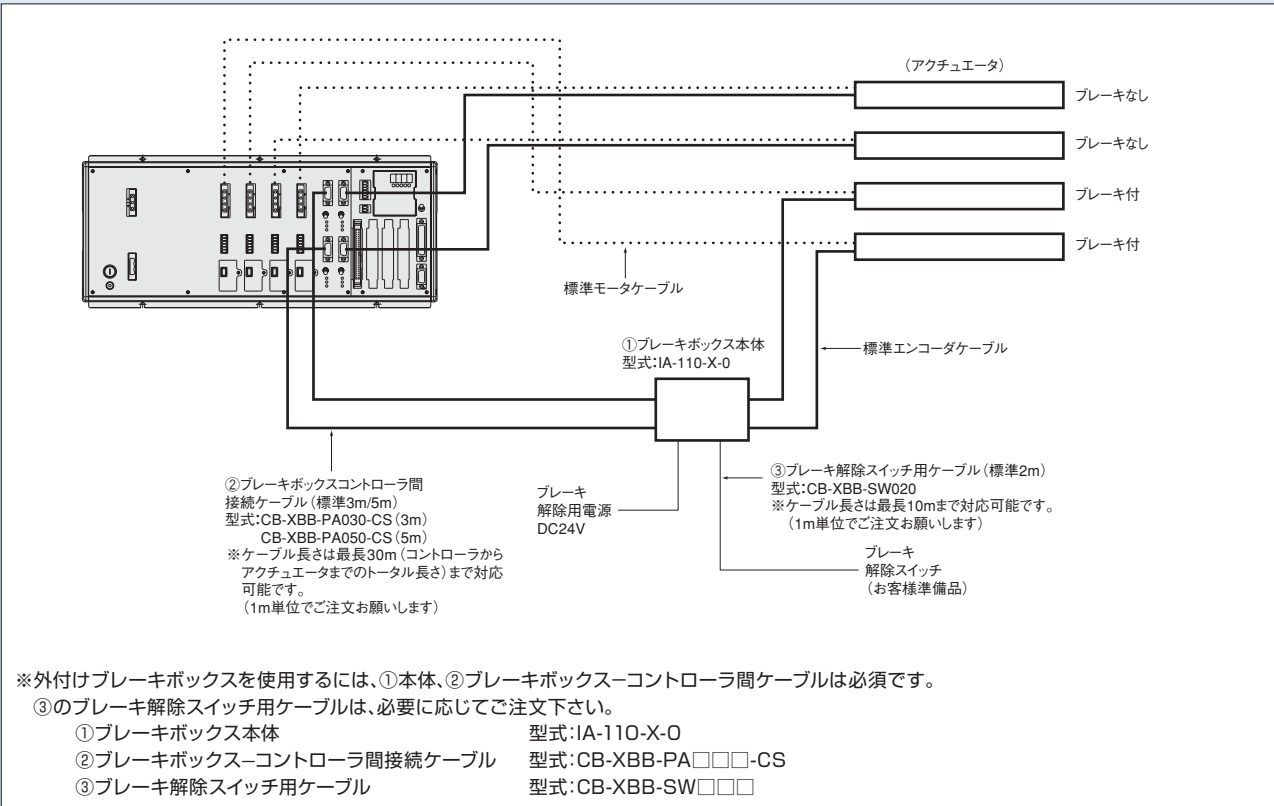 (アクチュエータ)
ブレーキなし
ブレーキなし
ブレーキ付
ブレーキ付
標準モータケーブル
①ブレーキボックス本体
型式:IA-110-X-0
標準エンコーダケーブル
②ブレーキボックスコントローラ間
接続ケーブル(標準3m/5m)
型式:CB-XBB-PA030-CS(3m)
CB-XBB-PA050-CS(5m)
※ケーブル長さは最長30m(コントローラから
アクチュエータまでのトータル長さ)まで対応
可能です。
(1m単位でご注文お願いします)
ブレーキ
解除用電源
DC24V
③ブレーキ解除スイッチ用ケーブル(標準2m)
型式:CB-XBB-SW020
※ケーブル長さは最長10mまで対応可能です。
(1m単位でご注文お願いします)
ブレーキ
解除スイッチ
(お客様準備品)
※外付けブレーキボックスを使用するには、①本体、②ブレーキボックス−コントローラ間ケーブルは必須です。
③のブレーキ解除スイッチ用ケーブルは、必要に応じてご注文下さい。
①ブレーキボックス本体 型式:IA-110-X-0
②ブレーキボックス−コントローラ間接続ケーブル 型式:CB-XBB-PA□□□-CS
③ブレーキ解除スイッチ用ケーブル 型式:CB-XBB-SW□□□